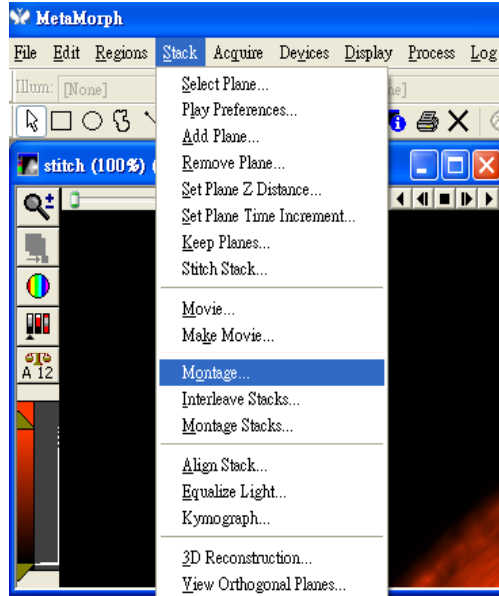 MetaMorph
File Edit Regions Stack Acquire Devices Display Process Log
Illum: [None]
ne]
stitch (100%) (
A 12
Select Plane...
Play Preferences...
Add Plane...
Remove Plane...
Set Plane Z Distance...
Set Plane Time Increment...
Keep Planes...
Stitch Stack...
Movie...
Make Movie...
Montage...
Interleave Stacks...
Montage Stacks...
Align Stack...
Equalize Light...
Kymograph...
3D Reconstruction...
View Orthogonal Planes...